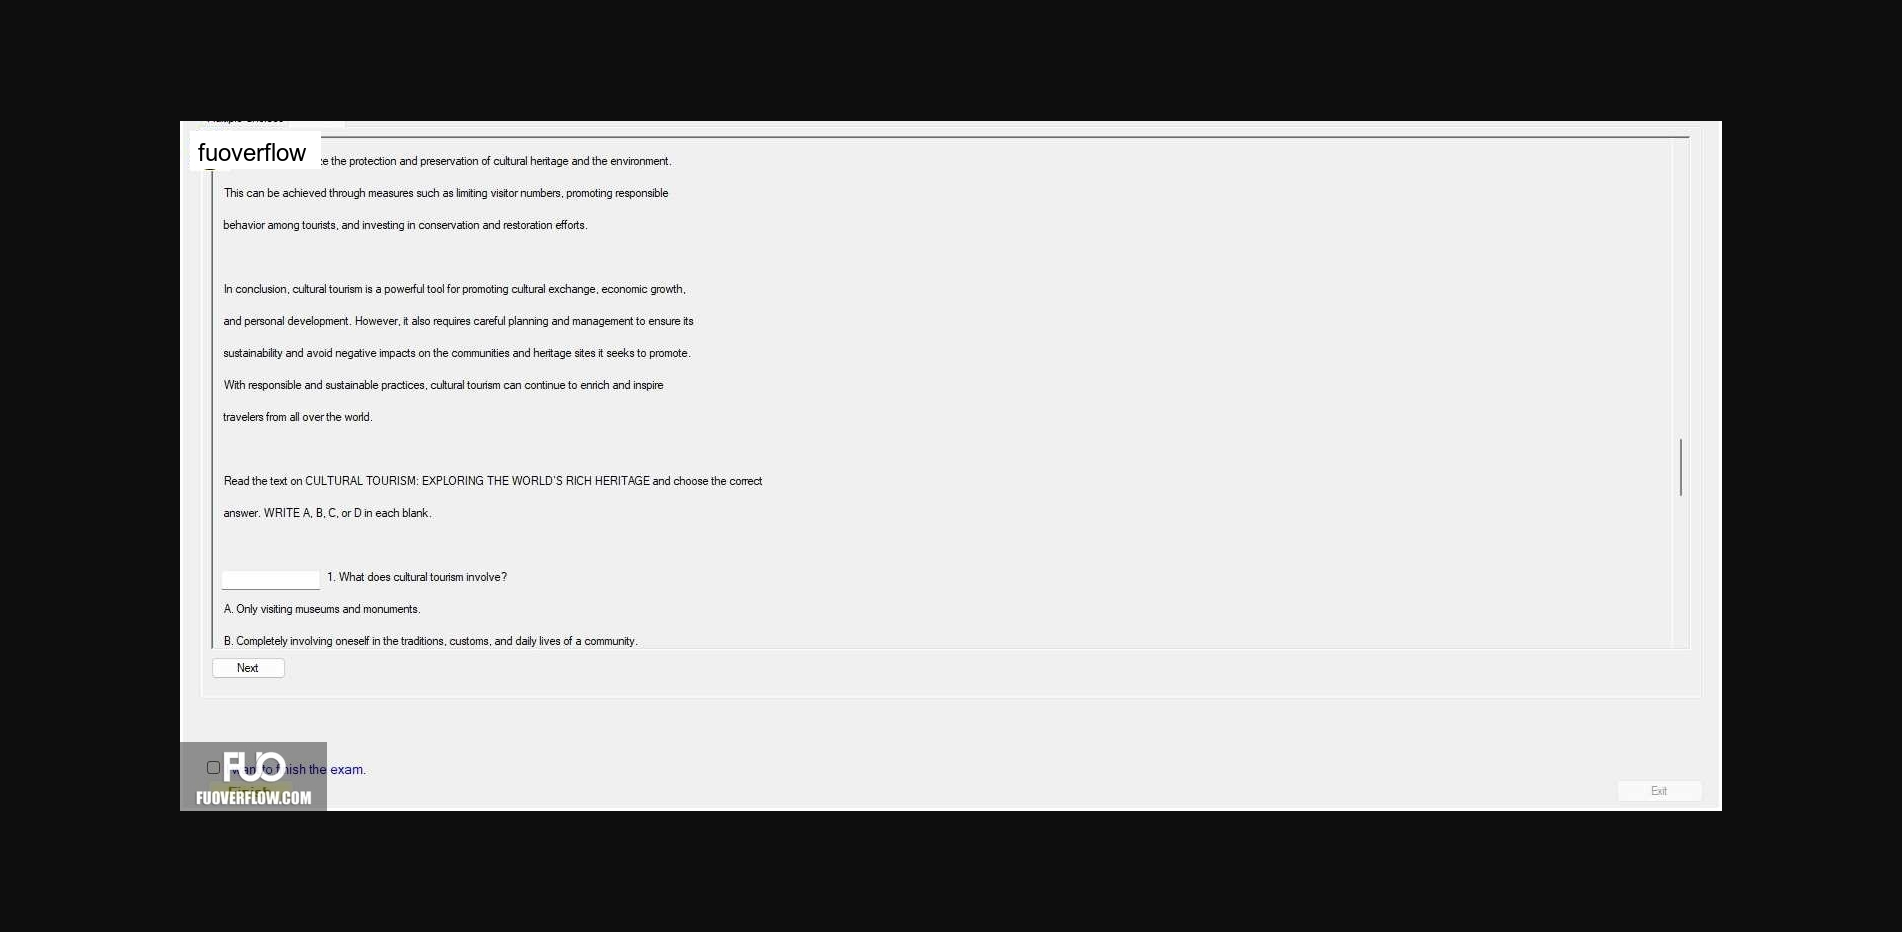 fuoverflow
the protection and preservation of cultural heritage and the environment.
This can be achieved through measures such as limiting visitor numbers, promoting responsible
behavior among tourists, and investing in conservation and restoration efforts.
In conclusion, cultural tourism is a powerful tool for promoting cultural exchange, economic growth,
and personal development. However, it also requires careful planning and management to ensure its
sustainability and avoid negative impacts on the communities and heritage sites it seeks to promote.
With responsible and sustainable practices, cultural tourism can continue to enrich and inspire
travelers from all over the world.
Read the text on CULTURAL TOURISM: EXPLORING THE WORLD'S RICH HERITAGE and choose the correct
answer. WRITE A, B, C, or D in each blank.
1. What does cultural tourism involve?
A. Only visiting museums and monuments.
B. Completely involving oneself in the traditions, customs, and daily lives of a community.
Next
FUO
want to finish the exam.
Finish
FUOVERFLOW.COM
Exit